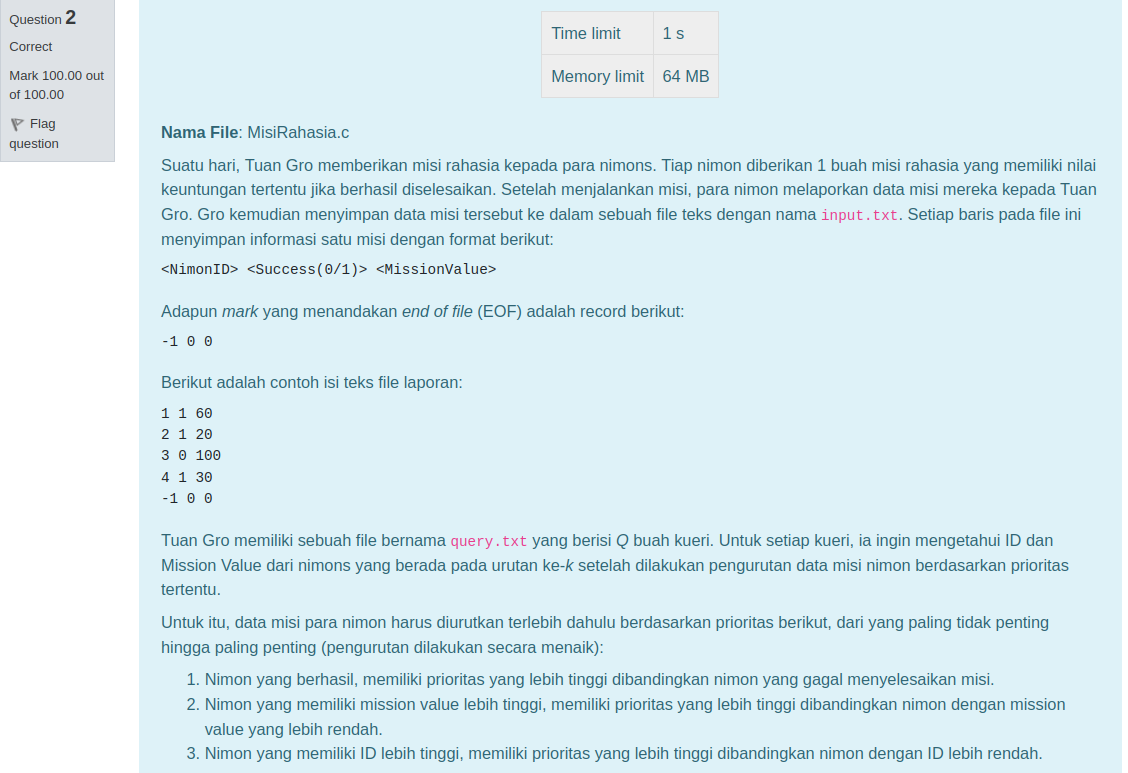 Question 2
Correct
Mark 100.00 out
of 100.00
Flag
question
Time limit 1 s
Memory limit 64 MB
Nama File: MisiRahasia.c
Suatu hari, Tuan Gro memberikan misi rahasia kepada para nimons. Tiap nimon diberikan 1 buah misi rahasia yang memiliki nilai
keuntungan tertentu jika berhasil diselesaikan. Setelah menjalankan misi, para nimon melaporkan data misi mereka kepada Tuan
Gro. Gro kemudian menyimpan data misi tersebut ke dalam sebuah file teks dengan nama input.txt. Setiap baris pada file ini
menyimpan informasi satu misi dengan format berikut:
<NimonID> <Success(0/1)> <MissionValue>
Adapun mark yang menandakan end of file (EOF) adalah record berikut:
-1 0 0
Berikut adalah contoh isi teks file laporan:
1 1 60
2 1 20
3 0 100
4 1 30
-1 0 0
Tuan Gro memiliki sebuah file bernama query.txt yang berisi Q buah kueri. Untuk setiap kueri, ia ingin mengetahui ID dan
Mission Value dari nimons yang berada pada urutan ke-k setelah dilakukan pengurutan data misi nimon berdasarkan prioritas
tertentu.
Untuk itu, data misi para nimon harus diurutkan terlebih dahulu berdasarkan prioritas berikut, dari yang paling tidak penting
hingga paling penting (pengurutan dilakukan secara menaik):
1. Nimon yang berhasil, memiliki prioritas yang lebih tinggi dibandingkan nimon yang gagal menyelesaikan misi.
2. Nimon yang memiliki mission value lebih tinggi, memiliki prioritas yang lebih tinggi dibandingkan nimon dengan mission
value yang lebih rendah.
3. Nimon yang memiliki ID lebih tinggi, memiliki prioritas yang lebih tinggi dibandingkan nimon dengan ID lebih rendah.